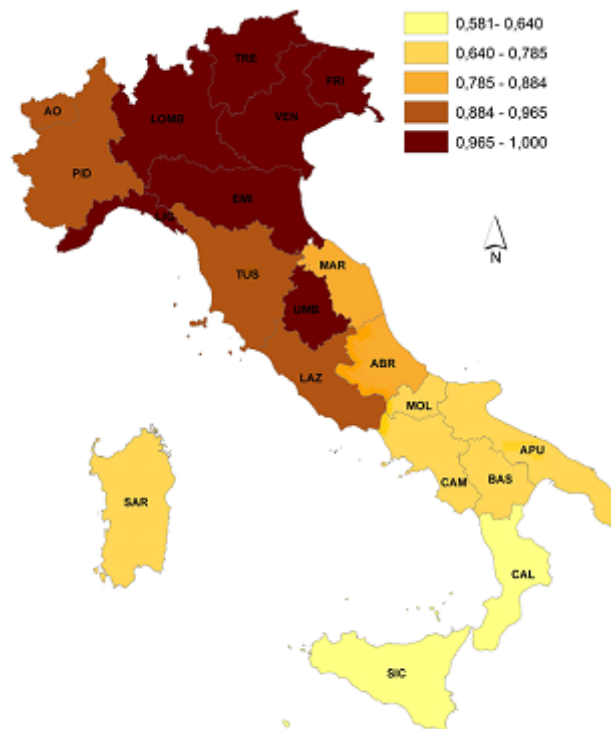 0,581- 0,640
0,640 - 0,785
0,785 - 0,884
0,884 - 0,965
0,965 - 1,000
N
TRE
FRI
AO
LOMB
VEN
PID
EMI
LIG
MAR
TUS
UMB
ABR
LAZ
MOL
APU
CAM
BAS
SAR
CAL
SIC